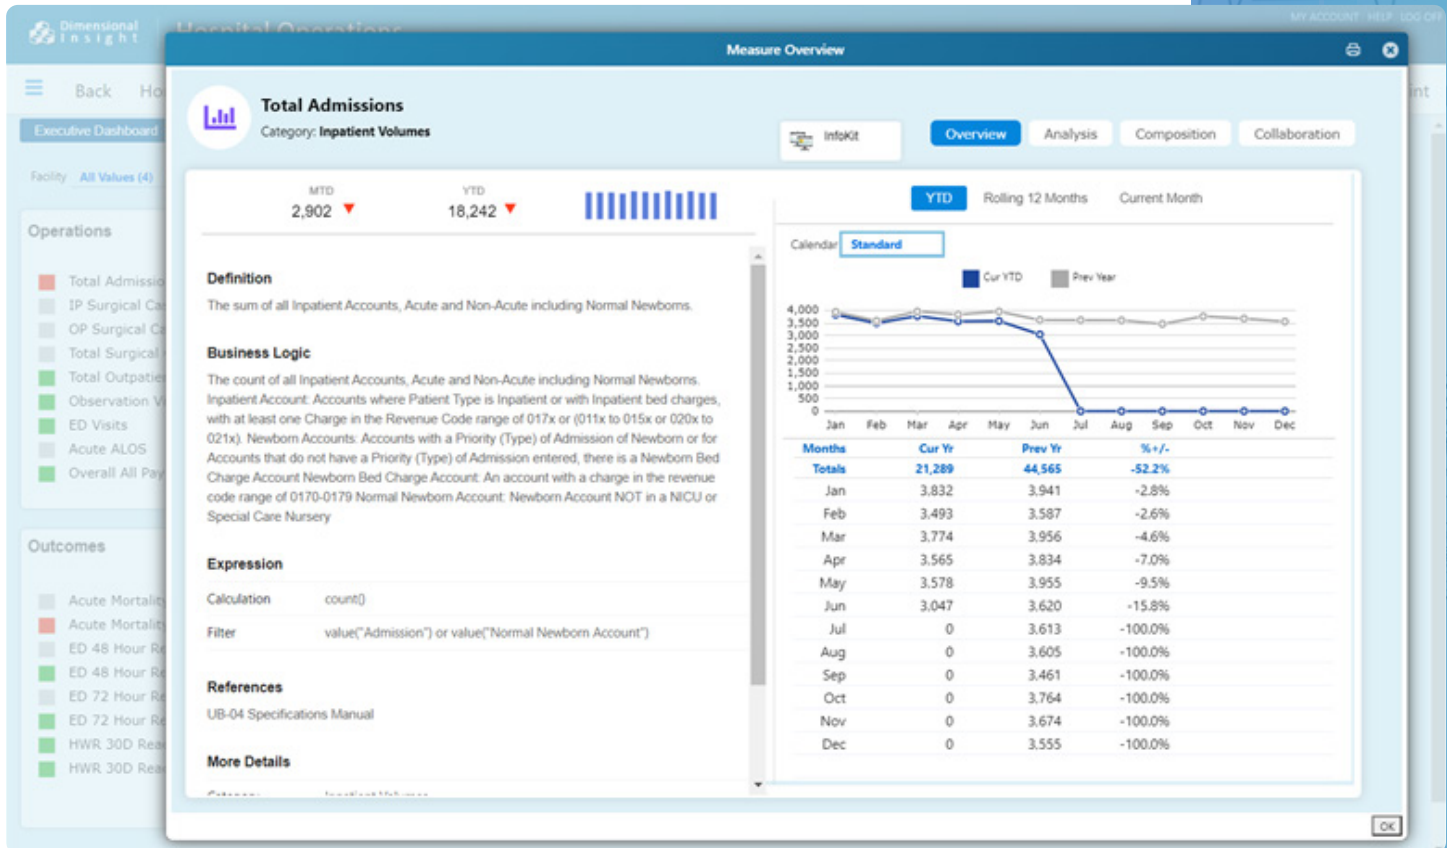 Dimensional
Insight
Hospital Operations
MY ACCOUNT HELP LOG OFF
Back
Executive Dashboard
Facility All Values (4)
Operations
Total Admissio
IP Surgical Ca
OP Surgical Ca
Total Surgical
Total Outpatie
Observation Vi
ED Visits
Acute ALOS
Overall All Pay
Outcomes
Acute Mortality
Acute Mortality
ED 48 Hour Re
ED 48 Hour Re
ED 72 Hour Re
ED 72 Hour Re
HWR 30D Rea
HWR 30D Rea
Measure Overview
Total Admissions
Category: Inpatient Volumes
InfoKit
Overview Analysis Composition Collaboration
MTD YTD
2,902 18,242
Definition
The sum of all Inpatient Accounts, Acute and Non-Acute including Normal Newborns.
Business Logic
The count of all Inpatient Accounts, Acute and Non-Acute including Normal Newborns.
Inpatient Account: Accounts where Patient Type is Inpatient or with Inpatient bed charges,
with at least one Charge in the Revenue Code range of 017x or (011x to 015x or 020x to
021x). Newborn Accounts: Accounts with a Priority (Type) of Admission of Newborn or for
Accounts that do not have a Priority (Type) of Admission entered, there is a Newborn Bed
Charge Account Newborn Bed Charge Account: An account with a charge in the revenue
code range of 0170-0179 Normal Newborn Account: Newborn Account NOT in a NICU or
Special Care Nursery
Expression
Calculation count()
Filter value("Admission") or value("Normal Newborn Account")
References
UB-04 Specifications Manual
More Details
Category Inpatient Volumes
YTD Rolling 12 Months Current Month
Calendar Standard
Cur YTD Prev Year
4,000
3,500
3,000
2,500
2,000
1,500
1,000
500
0
Jan Feb Mar Apr May Jun Jul Aug Sep Oct Nov Dec
Months Cur Yr Prev Yr %+/-
Totals 21,289 44,565 -52.2%
Jan 3,832 3,941 -2.8%
Feb 3,493 3,587 -2.6%
Mar 3,774 3,956 -4.6%
Apr 3,565 3,834 -7.0%
May 3,578 3,955 -9.5%
Jun 3,047 3,620 -15.8%
Jul 0 3,613 -100.0%
Aug 0 3,605 -100.0%
Sep 0 3,461 -100.0%
Oct 0 3,764 -100.0%
Nov 0 3,674 -100.0%
Dec 0 3,555 -100.0%
OK